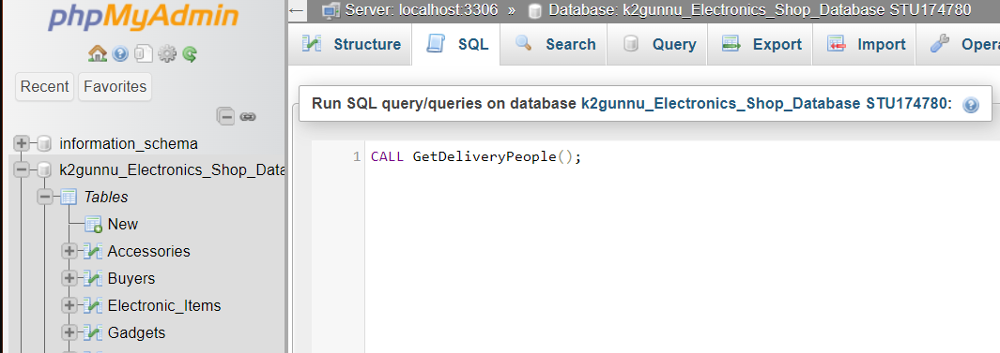 phpMyAdmin
Recent Favorites
information_schema
k2gunnu_Electronics_Shop_Data
Tables
New
Accessories
Buyers
Electronic_Items
Gadgets
Server: localhost:3306 » Database: k2gunnu_Electronics_Shop_Database STU174780
Structure SQL Search Query Export Import Opera
Run SQL query/queries on database k2gunnu_Electronics_Shop_Database STU174780:
1 CALL GetDeliveryPeople();